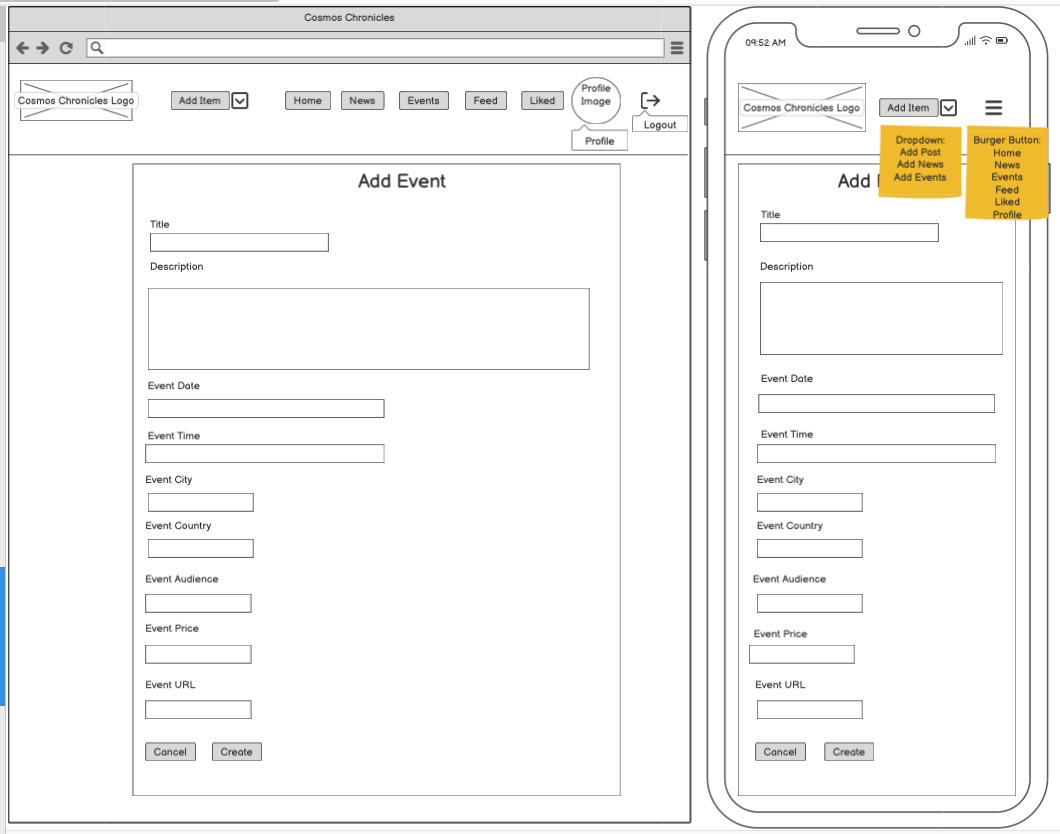 Cosmos Chronicles
Cosmos Chronicles Logo
Add Item
Home
News
Events
Feed
Liked
Profile
Image
Profile
Logout
Add Event
Title
Description
Event Date
Event Time
Event City
Event Country
Event Audience
Event Price
Event URL
Cancel
Create
09:52 AM
Cosmos Chronicles Logo
Add Item
Dropdown:
Add Post
Add News
Add Events
Burger Button:
Home
News
Events
Feed
Liked
Profile
Add
Title
Description
Event Date
Event Time
Event City
Event Country
Event Audience
Event Price
Event URL
Cancel
Create